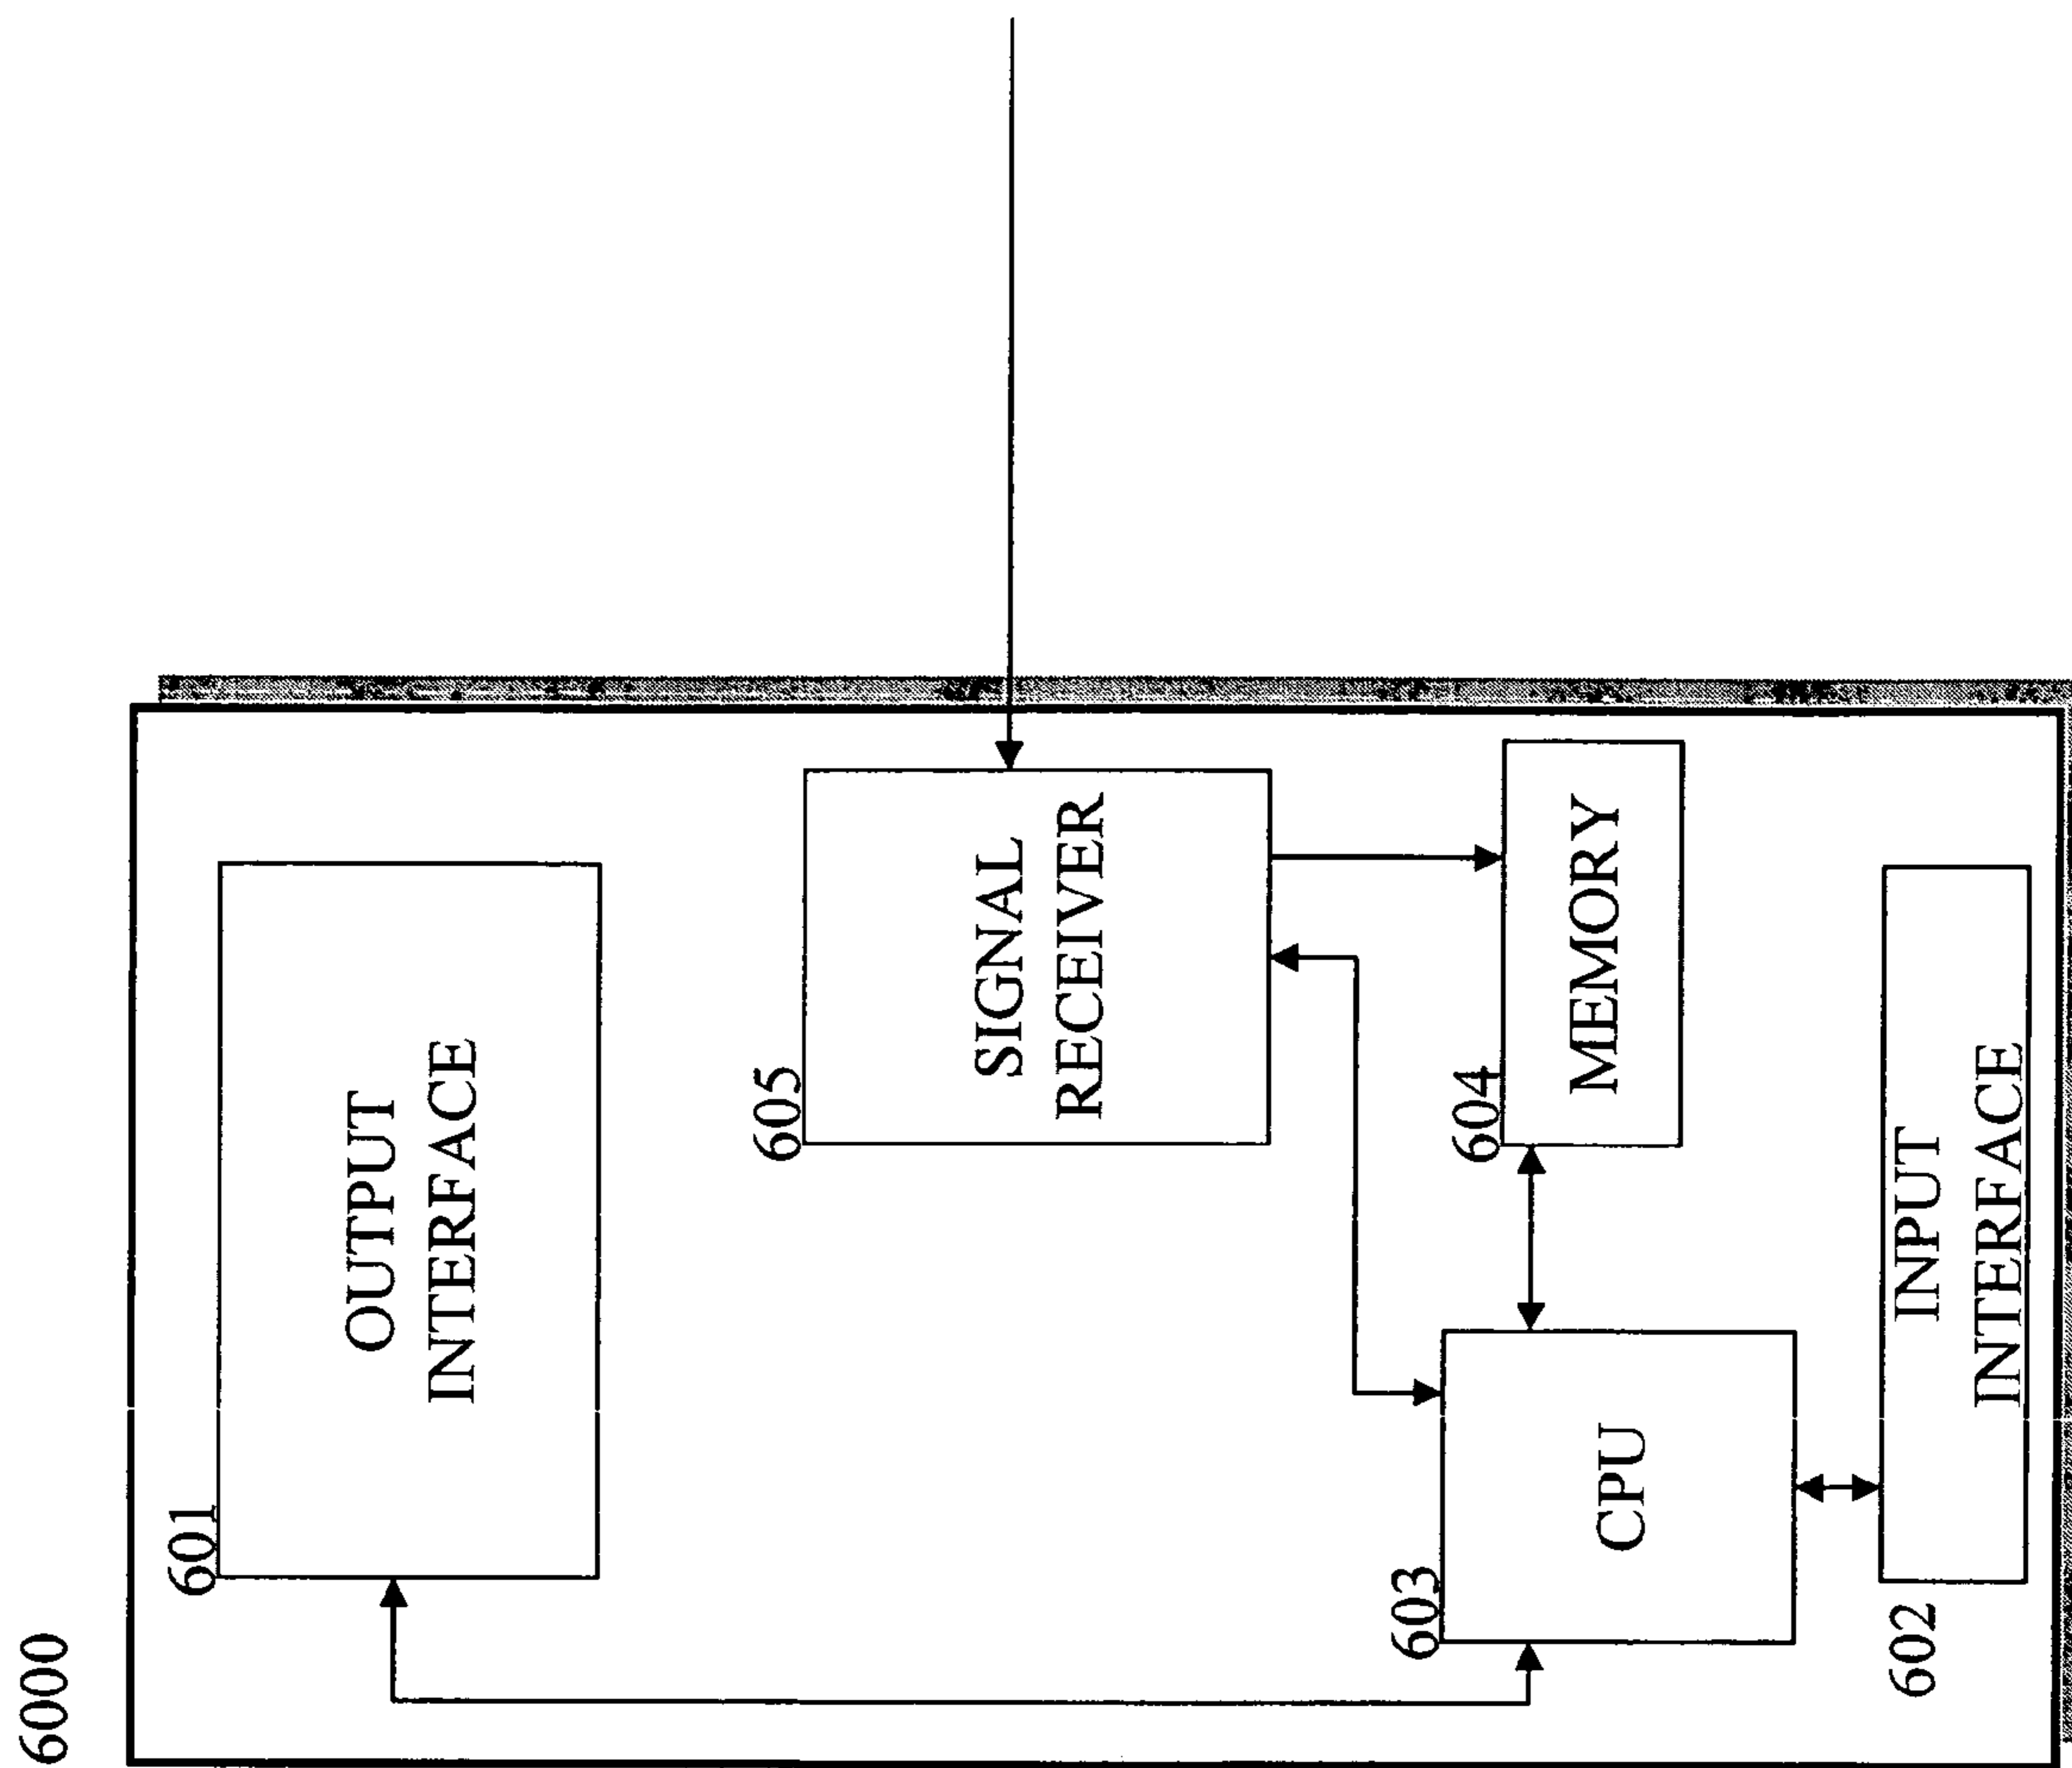 6000
601
OUTPUT
INTERFACE
605
SIGNAL
RECEIVER
603
CPU
604
MEMORY
602
INPUT
INTERFACE